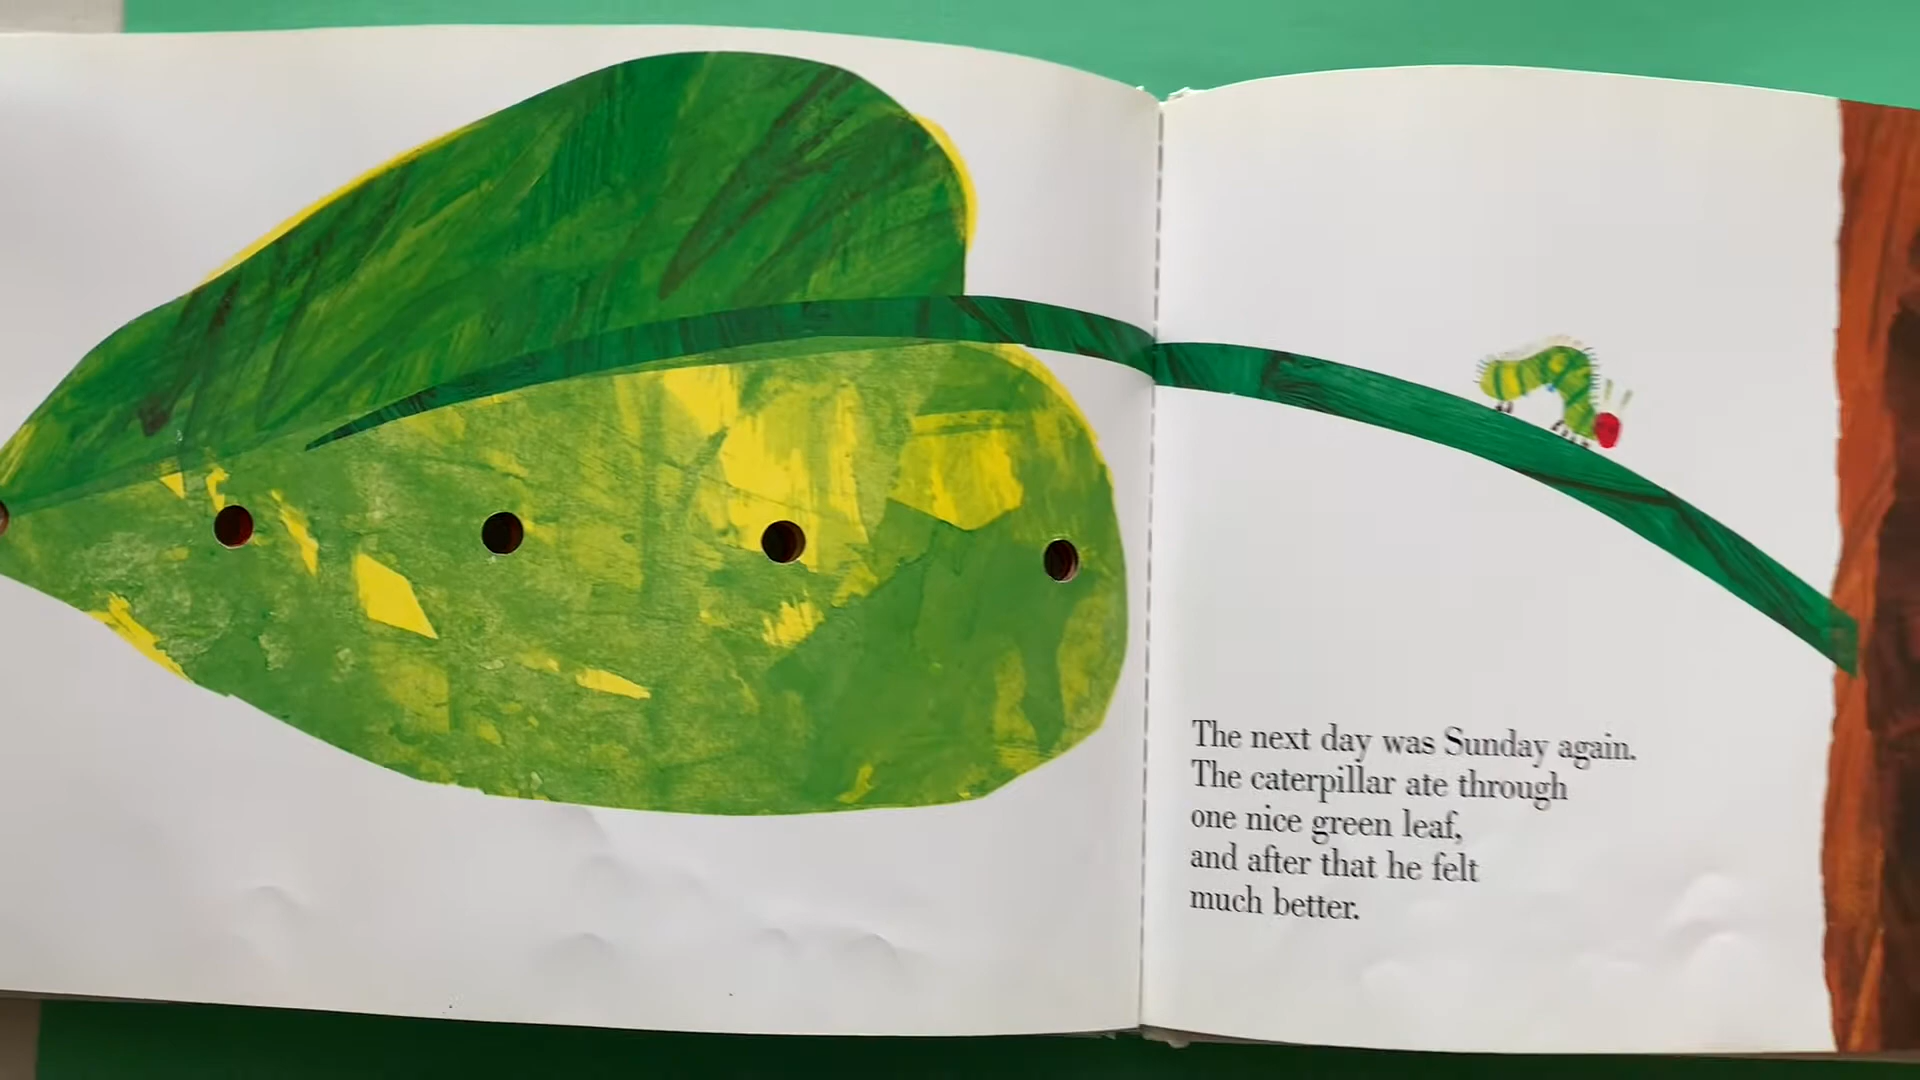 The next day was Sunday again.
The caterpillar ate through
one nice green leaf,
and after that he felt
much better.